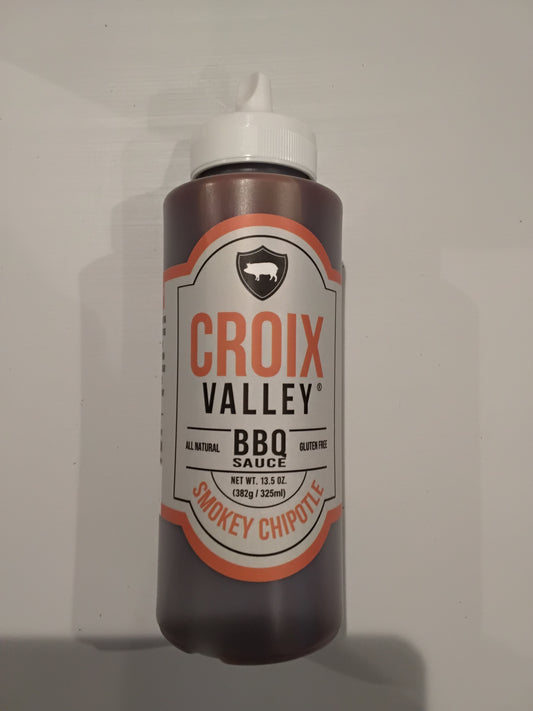 CROIX
VALLEY®
ALL NATURAL
BBQ
SAUCE
GLUTEN FREE
NET WT. 13.5 OZ.
(382g / 325ml)
SMOKEY CHIPOTLE